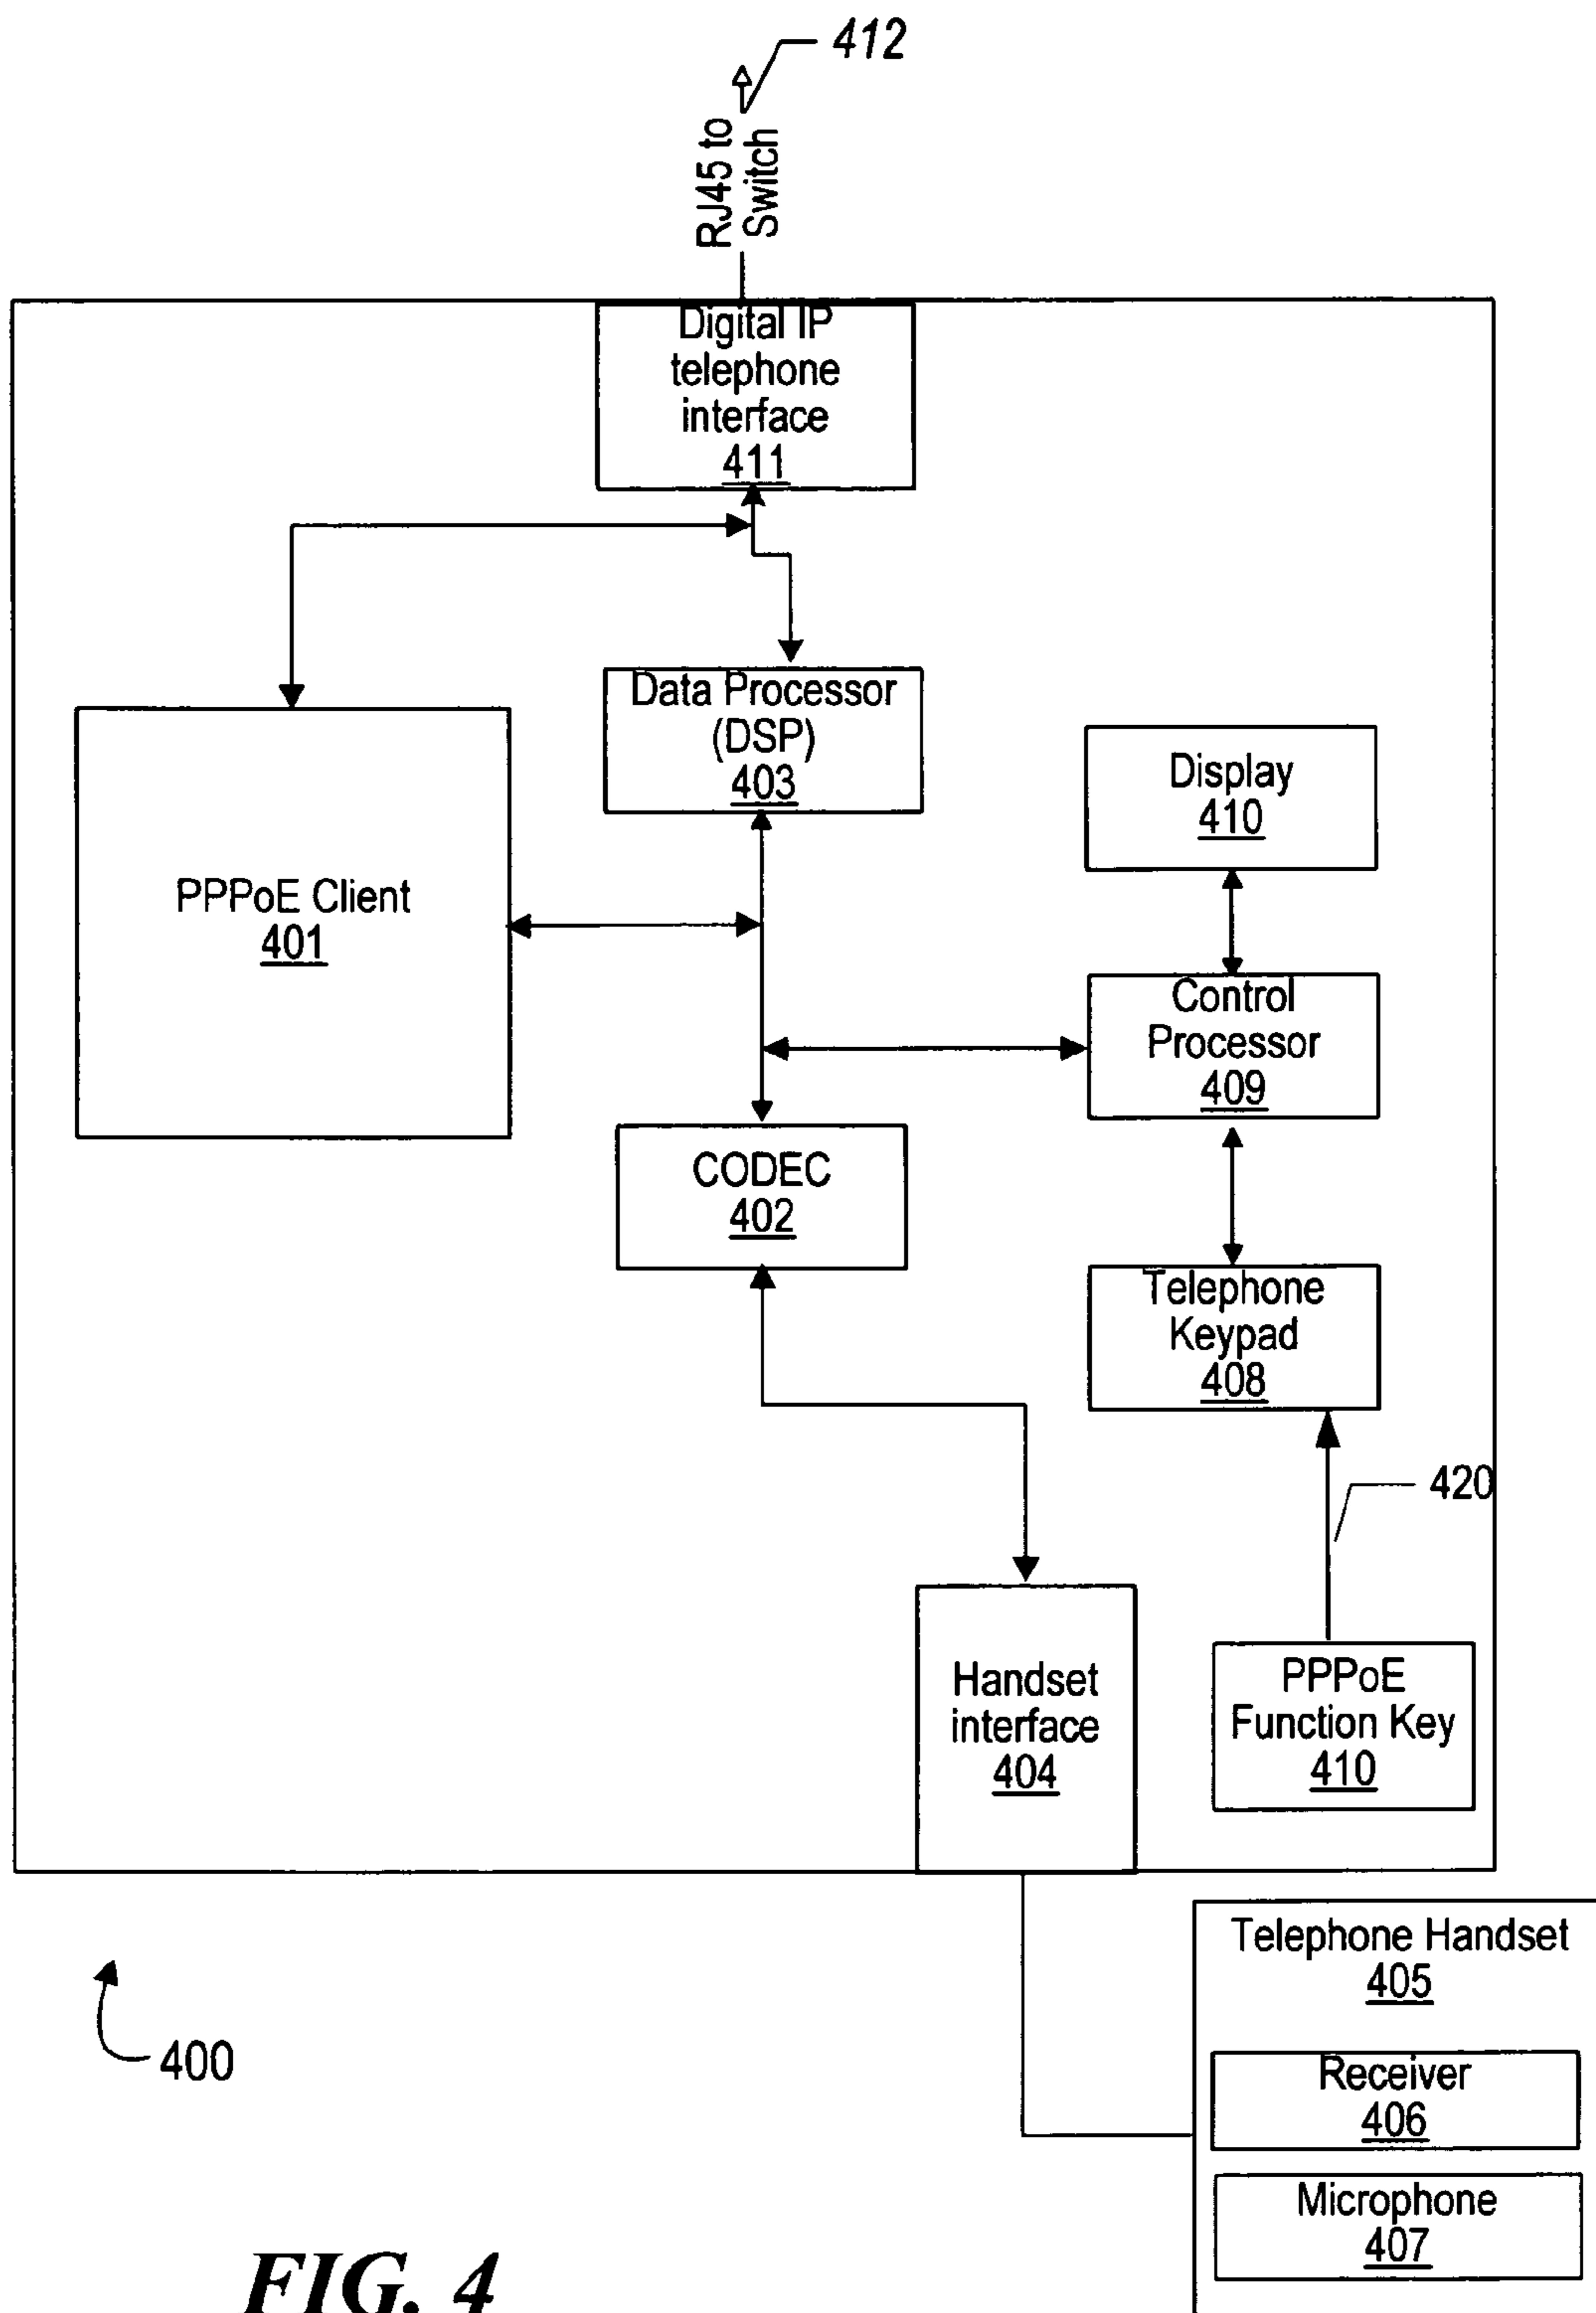 412
RJ45 to
Switch
Digital IP
telephone
interface
411
Data Processor
(DSP)
403
Display
410
PPPoE Client
401
Control
Processor
409
CODEC
402
Telephone
Keypad
408
420
Handset
interface
404
PPPoE
Function Key
410
Telephone Handset
405
400
Receiver
406
Microphone
407
FIG. 4